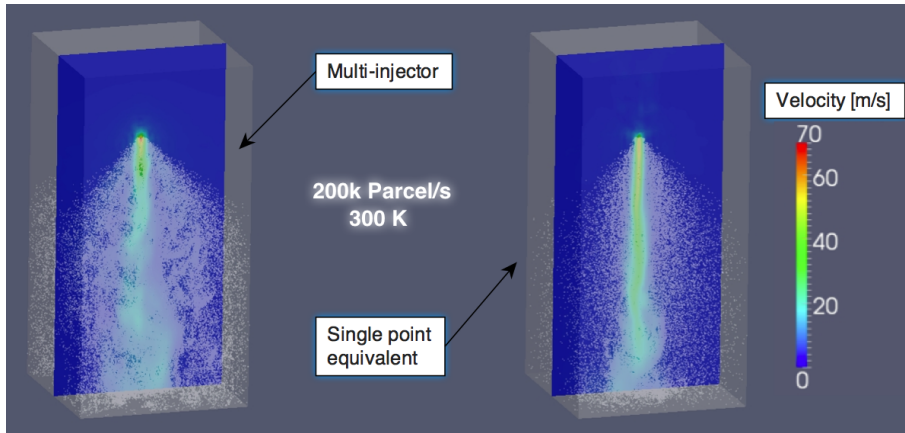 Multi-injector
Velocity [m/s]
70
60
200k Parcel/s
300 K
40
20
Single point
equivalent
0